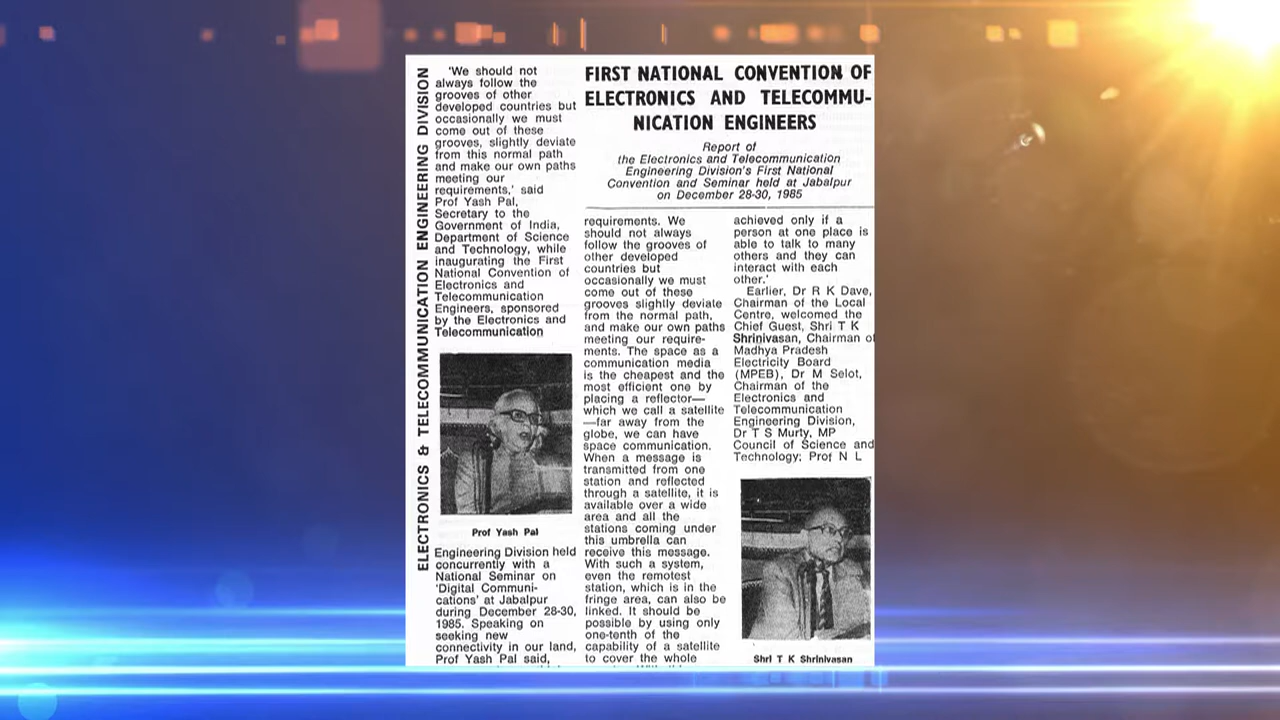 ELECTRONICS & TELECOMMUNICATION ENGINEERING DIVISION
FIRST NATIONAL CONVENTION OF
ELECTRONICS AND TELECOMMU-
NICATION ENGINEERS
Report of
the Electronics and Telecommunication
Engineering Division's First National
Convention and Seminar held at Jabalpur
on December 28-30, 1985
'We should not
always follow the
grooves of other
developed countries but
occasionally we must
come out of these
grooves, slightly deviate
from this normal path
and make our own paths
meeting our
requirements,' said
Prof Yash Pal,
Secretary to the
Government of India,
Department of Science
and Technology, while
inaugurating the First
National Convention of
Electronics and
Telecommunication
Engineers, sponsored
by the Electronics and
Telecommunication
Prof Yash Pal
Engineering Division held
concurrently with a
National Seminar on
'Digital Communi-
cations' at Jabalpur
during December 28-30,
1985. Speaking on
seeking new
connectivity in our land,
Prof Yash Pal said,
requirements. We
should not always
follow the grooves of
other developed
countries but
occasionally we must
come out of these
grooves slightly deviate
from the normal path,
and make our own paths
meeting our require-
ments. The space as a
communication media
is the cheapest and the
most efficient one by
placing a reflector—
which we call a satellite
—far away from the
globe, we can have
space communication.
When a message is
transmitted from one
station and reflected
through a satellite, it is
available over a wide
area and all the
stations coming under
this umbrella can
receive this message.
With such a system,
even the remotest
station, which is in the
fringe area, can also be
linked. It should be
possible by using only
one-tenth of the
capability of a satellite
to cover the whole
achieved only if a
person at one place is
able to talk to many
others and they can
interact with each
other.'
Earlier, Dr R K Dave,
Chairman of the Local
Centre, welcomed the
Chief Guest, Shri T K
Shrinivasan, Chairman of
Madhya Pradesh
Electricity Board
(MPEB), Dr M Selot,
Chairman of the
Electronics and
Telecommunication
Engineering Division,
Dr T S Murty, MP
Council of Science and
Technology; Prof N L
Shri T K Shrinivasan